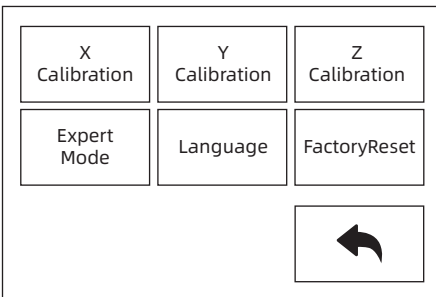 X
Calibration
Y
Calibration
Z
Calibration
Expert
Mode
Language
FactoryReset